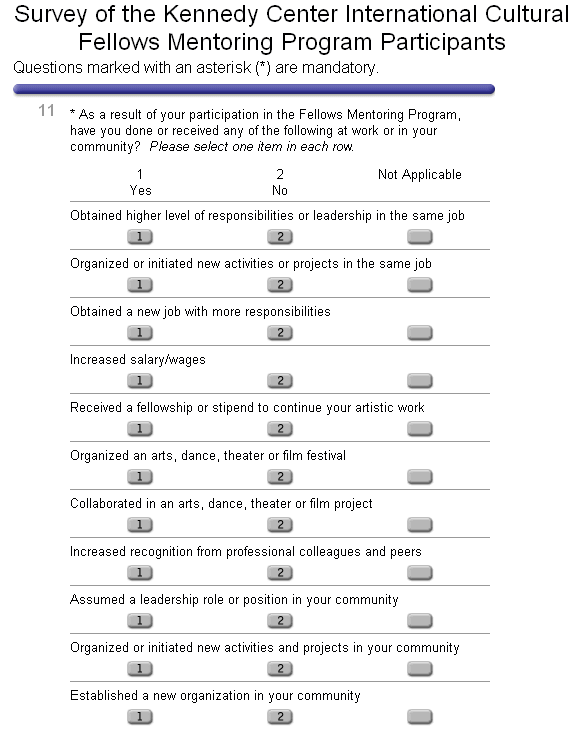 Survey of the Kennedy Center International Cultural
Fellows Mentoring Program Participants
Questions marked with an asterisk (*) are mandatory.
11 * As a result of your participation in the Fellows Mentoring Program,
have you done or received any of the following at work or in your
community? Please select one item in each row.
1 2 Not Applicable
Yes No
Obtained higher level of responsibilities or leadership in the same job
1 2
Organized or initiated new activities or projects in the same job
1 2
Obtained a new job with more responsibilities
1 2
Increased salary/wages
1 2
Received a fellowship or stipend to continue your artistic work
1 2
Organized an arts, dance, theater or film festival
1 2
Collaborated in an arts, dance, theater or film project
1 2
Increased recognition from professional colleagues and peers
1 2
Assumed a leadership role or position in your community
1 2
Organized or initiated new activities and projects in your community
1 2
Established a new organization in your community
1 2